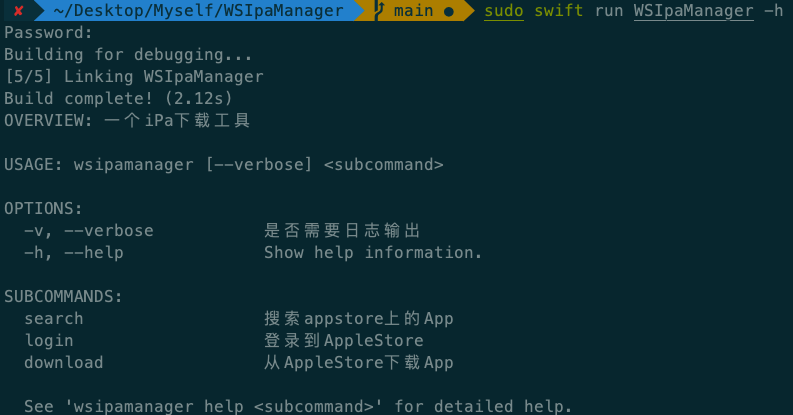 ✘ ~/Desktop/Myself/WSIpaManager main ● sudo swift run WSIpaManager -h
Password:
Building for debugging...
[5/5] Linking WSIpaManager
Build complete! (2.12s)
OVERVIEW: 一个iPa下载工具
USAGE: wsipamanager [--verbose] <subcommand>
OPTIONS:
-v, --verbose 是否需要日志输出
-h, --help Show help information.
SUBCOMMANDS:
search 搜索appstore上的App
login 登录到AppleStore
download 从AppleStore下载App
See 'wsipamanager help <subcommand>' for detailed help.